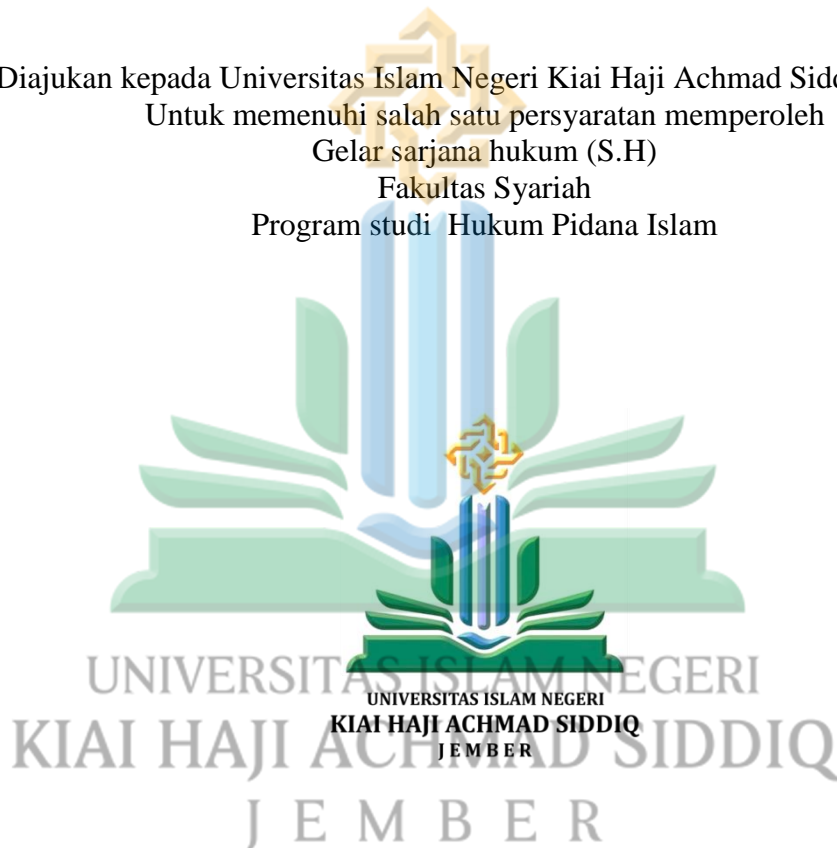 Diajukan kepada Universitas Islam Negeri Kiai Haji Achmad
Untuk memenuhi salah satu persyaratan memperoleh
Gelar sarjana hukum (S.H)
Fakultas Syariah
Program studi Hukum Pidana Islam
UNIVERSITAS ISLAM NEGERI
KIAI HAJI ACHMAD SIDDIQ
JEMBER
UNIVERSITAS ISLAM NEGERI
KIAI HAJI ACHMAD SIDDIQ
JEMBER